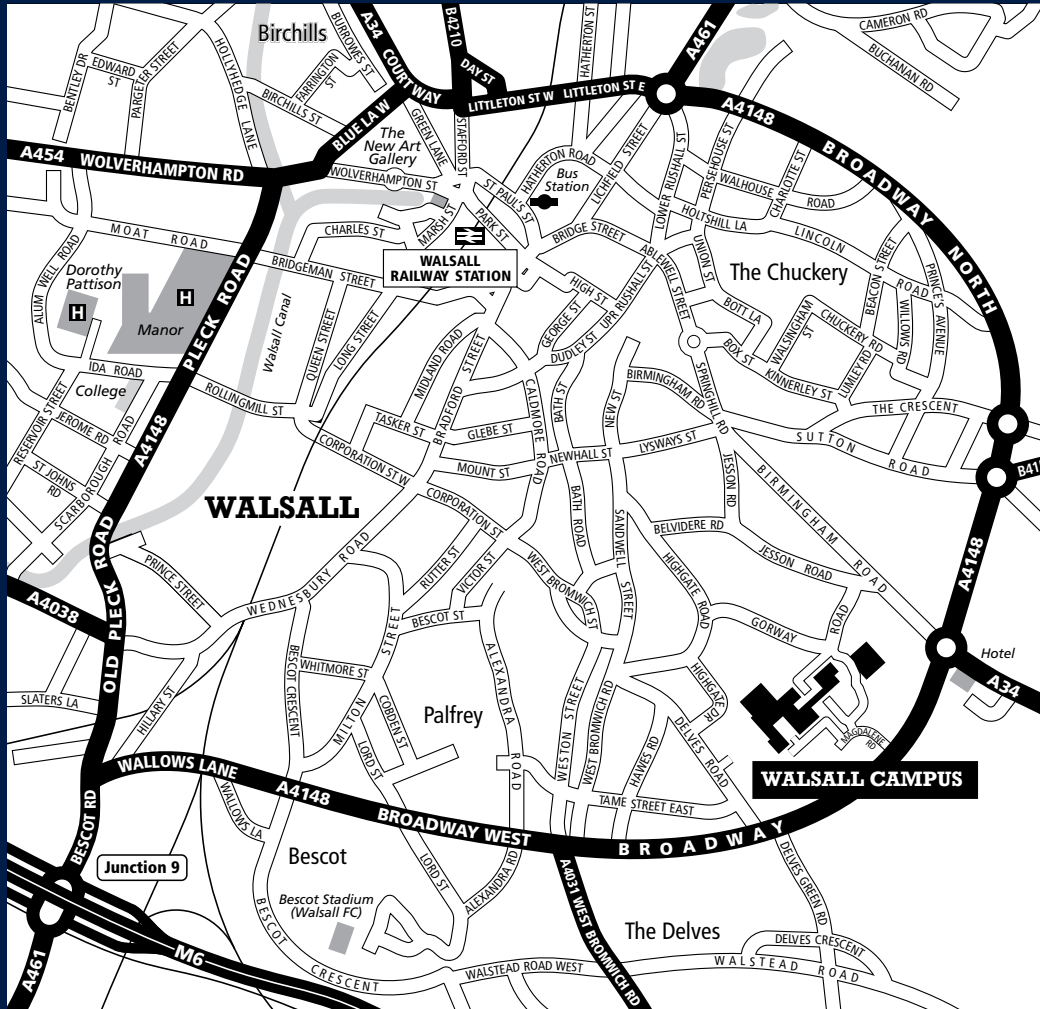 A34
COURT WAY
B4210
DAY ST
LITTLETON ST W
LITTLETON ST E
HATHERTON ST
A461
CAMERON RD
BUCHANAN RD
Birchills
BURROWES ST
FARRINGTON ST
BIRCHILLS ST
HOLLYHEDGE LANE
BENTLEY DR
EDWARD ST
PARGETER STREET
BLUE LA W
GREEN LANE
STAFFORD ST
The New Art Gallery
A454 WOLVERHAMPTON RD
WOLVERHAMPTON ST
ST PAUL'S ST
HATHERTON ROAD
Bus Station
LICHFIELD STREET
LOWER RUSHALL ST
PERSEHOUSE ST
WALHOUSE ROAD
CHARLOTTE ST
A4148
BROADWAY NORTH
HOLTSHILL LA
LINCOLN ROAD
MARSH ST
PARK ST
WALSALL RAILWAY STATION
BRIDGE STREET
ABLEWELL STREET
UNION ST
The Chuckery
BEACON STREET
PRINCE'S AVENUE
WILLOWS RD
CHUCKERY RD
WALSINGHAM ST
LUMLEY RD
BOTT LA
BOX ST
KINNERLEY ST
THE CRESCENT
SUTTON ROAD
B41
MOAT ROAD
CHARLES ST
BRIDGEMAN STREET
ALUM WELL ROAD
Dorothy Pattison
H
H
Manor
PLECK ROAD
Walsall Canal
QUEEN STREET
LONG STREET
MIDLAND ROAD
BRADFORD STREET
HIGH ST
GEORGE ST
DUDLEY ST
UPR RUSHALL ST
IDA ROAD
College
ROLLINGMILL ST
RESERVOIR STREET
JEROME RD
ST JOHNS RD
SCARBOROUGH ROAD
A4148
TASKER ST
GLEBE ST
MOUNT ST
CALDMORE ROAD
BATH ST
NEW ST
BIRMINGHAM RD
SPRINGHILL RD
NEWHALL ST
LYSWAYS ST
CORPORATION ST W
CORPORATION ST
WALSALL
BATH ROAD
SANDWELL STREET
JESSON RD
BIRMINGHAM ROAD
BELVIDERE RD
JESSON ROAD
HIGHGATE ROAD
A4148
OLD PLECK ROAD
A4038
PRINCE STREET
WEDNESBURY ROAD
RUTTER ST
VICTOR ST
WEST BROMWICH ST
BESCOT ST
GORWAY ROAD
Hotel
A34
SLATERS LA
HILLARY ST
BESCOT CRESCENT
WHITMORE ST
MILTON STREET
COBDEN ST
LORD ST
Palfrey
ALEXANDRA ROAD
WESTON STREET
WEST BROMWICH RD
HAWES RD
HIGHGATE DR
DELVES ROAD
MAGDALENE RD
WALSALL CAMPUS
WALLOWS LANE
A4148
BROADWAY WEST
BROADWAY
TAME STREET EAST
BESCOT RD
Junction 9
WALLOWS LA
Bescot
LORD ST
ALEXANDRA RD
Bescot Stadium
(Walsall FC)
A4031 WEST BROMWICH RD
The Delves
DELVES GREEN RD
DELVES CRESCENT
BESCOT CRESCENT
WALSTEAD ROAD WEST
WALSTEAD ROAD
M6
A461